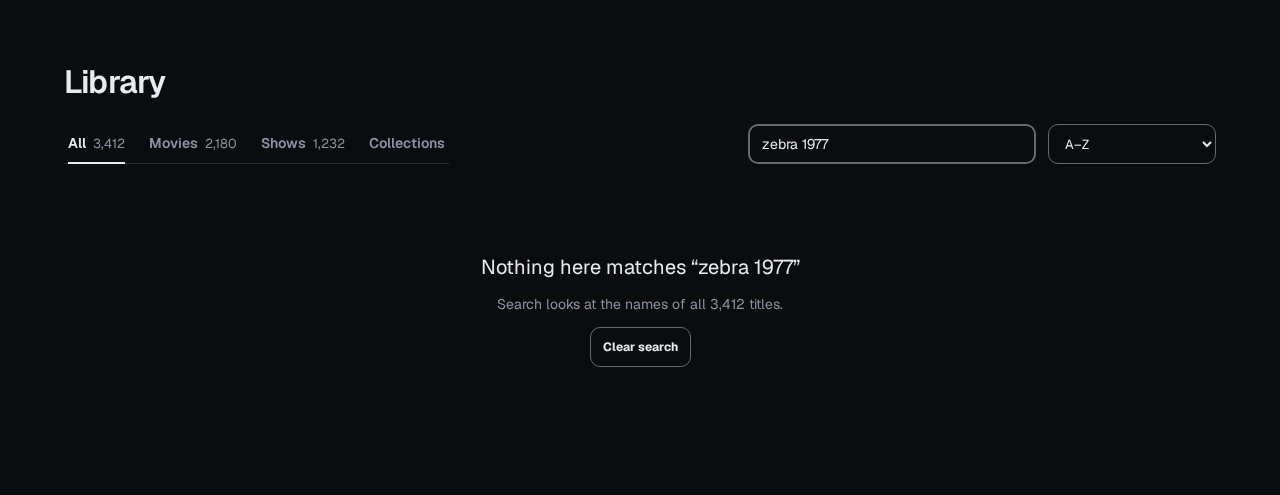 Library
All 3,412 Movies 2,180 Shows 1,232 Collections
zebra 1977
A–Z
Nothing here matches “zebra 1977”
Search looks at the names of all 3,412 titles.
Clear search